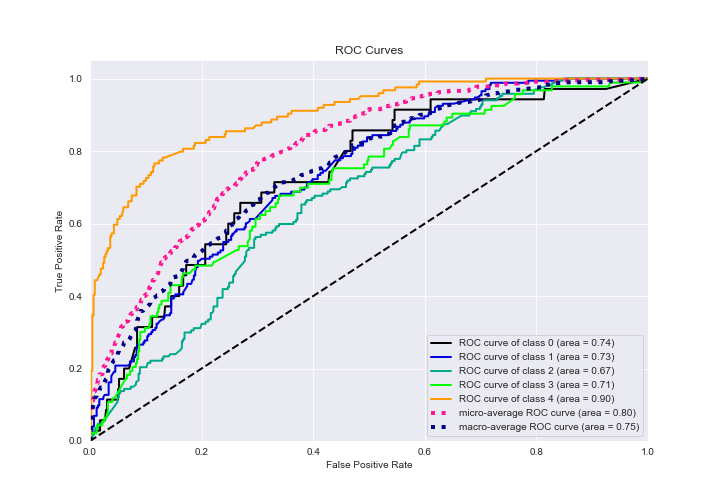 ROC Curves
True Positive Rate
1.0
0.8
0.6
0.4
0.2
0.0
0.0 0.2 0.4 0.6 0.8 1.0
False Positive Rate
ROC curve of class 0 (area = 0.74)
ROC curve of class 1 (area = 0.73)
ROC curve of class 2 (area = 0.67)
ROC curve of class 3 (area = 0.71)
ROC curve of class 4 (area = 0.90)
micro-average ROC curve (area = 0.80)
macro-average ROC curve (area = 0.75)